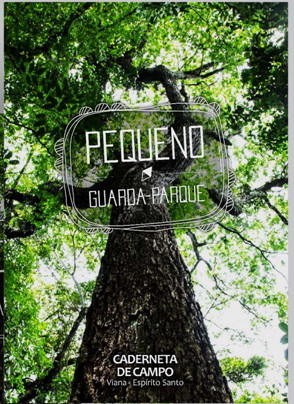 PEQUENO
GUARDA-PARQUE
CADERNETA
DE CAMPO
Viana - Espírito Santo